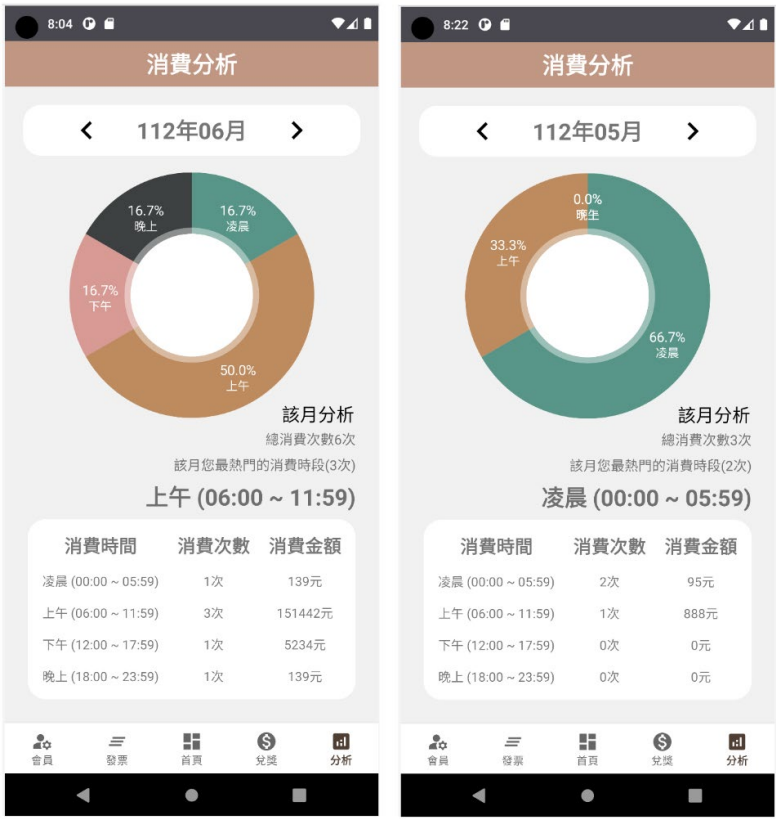 8:04
消費分析
112年06月
16.7%
晚上
16.7%
凌晨
16.7%
下午
50.0%
上午
該月分析
總消費次數6次
該月您最熱門的消費時段(3次)
上午 (06:00 ~ 11:59)
消費時間 消費次數 消費金額
凌晨 (00:00 ~ 05:59) 1次 139元
上午 (06:00 ~ 11:59) 3次 151442元
下午 (12:00 ~ 17:59) 1次 5234元
晚上 (18:00 ~ 23:59) 1次 139元
會員 發票 首頁 兌獎 分析
8:22
消費分析
112年05月
0.0%
33.3%
上午
66.7%
凌晨
該月分析
總消費次數3次
該月您最熱門的消費時段(2次)
凌晨 (00:00 ~ 05:59)
消費時間 消費次數 消費金額
凌晨 (00:00 ~ 05:59) 2次 95元
上午 (06:00 ~ 11:59) 1次 888元
下午 (12:00 ~ 17:59) 0次 0元
晚上 (18:00 ~ 23:59) 0次 0元
會員 發票 首頁 兌獎 分析